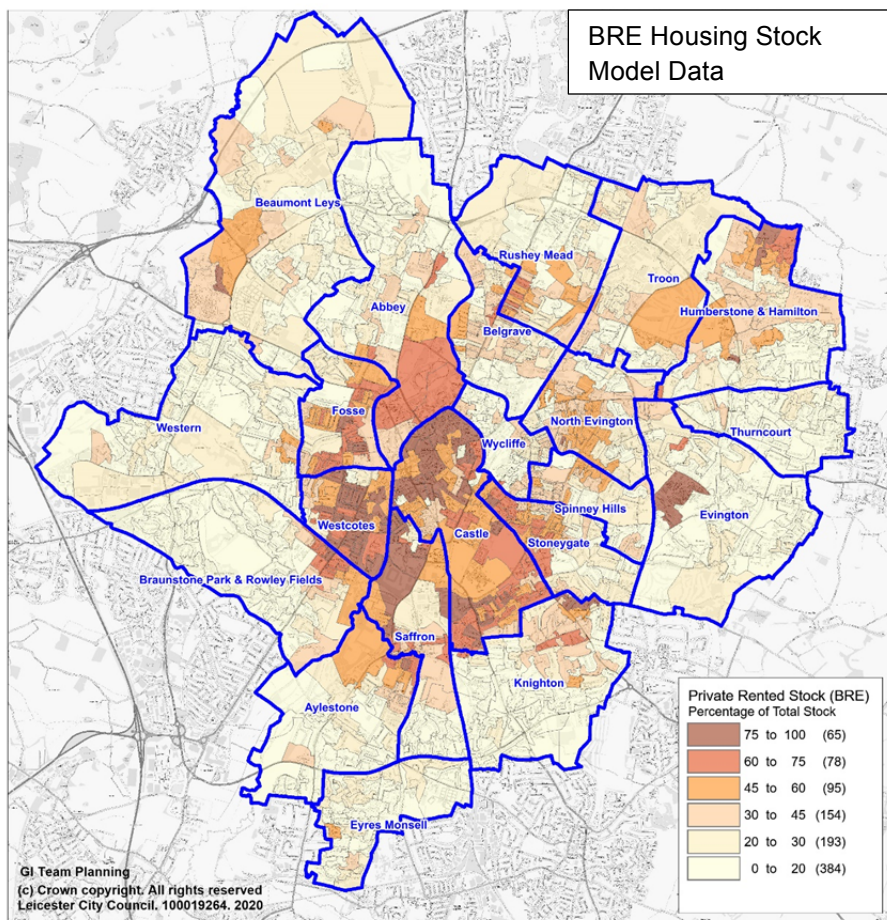 BRE Housing Stock
Model Data
Beaumont Leys
Rushey Mead
Troon
Abbey
Humberstone & Hamilton
Belgrave
Fosse
North Evington
Western
Wycliffe
Thurncourt
Spinney Hills
Evington
Westcotes
Castle
Stoneygate
Braunstone Park & Rowley Fields
Saffron
Knighton
Aylestone
Eyres Monsell
Private Rented Stock (BRE)
Percentage of Total Stock
75 to 100 (65)
60 to 75 (78)
45 to 60 (95)
30 to 45 (154)
20 to 30 (193)
0 to 20 (384)
GI Team Planning
(c) Crown copyright. All rights reserved
Leicester City Council. 100019264. 2020